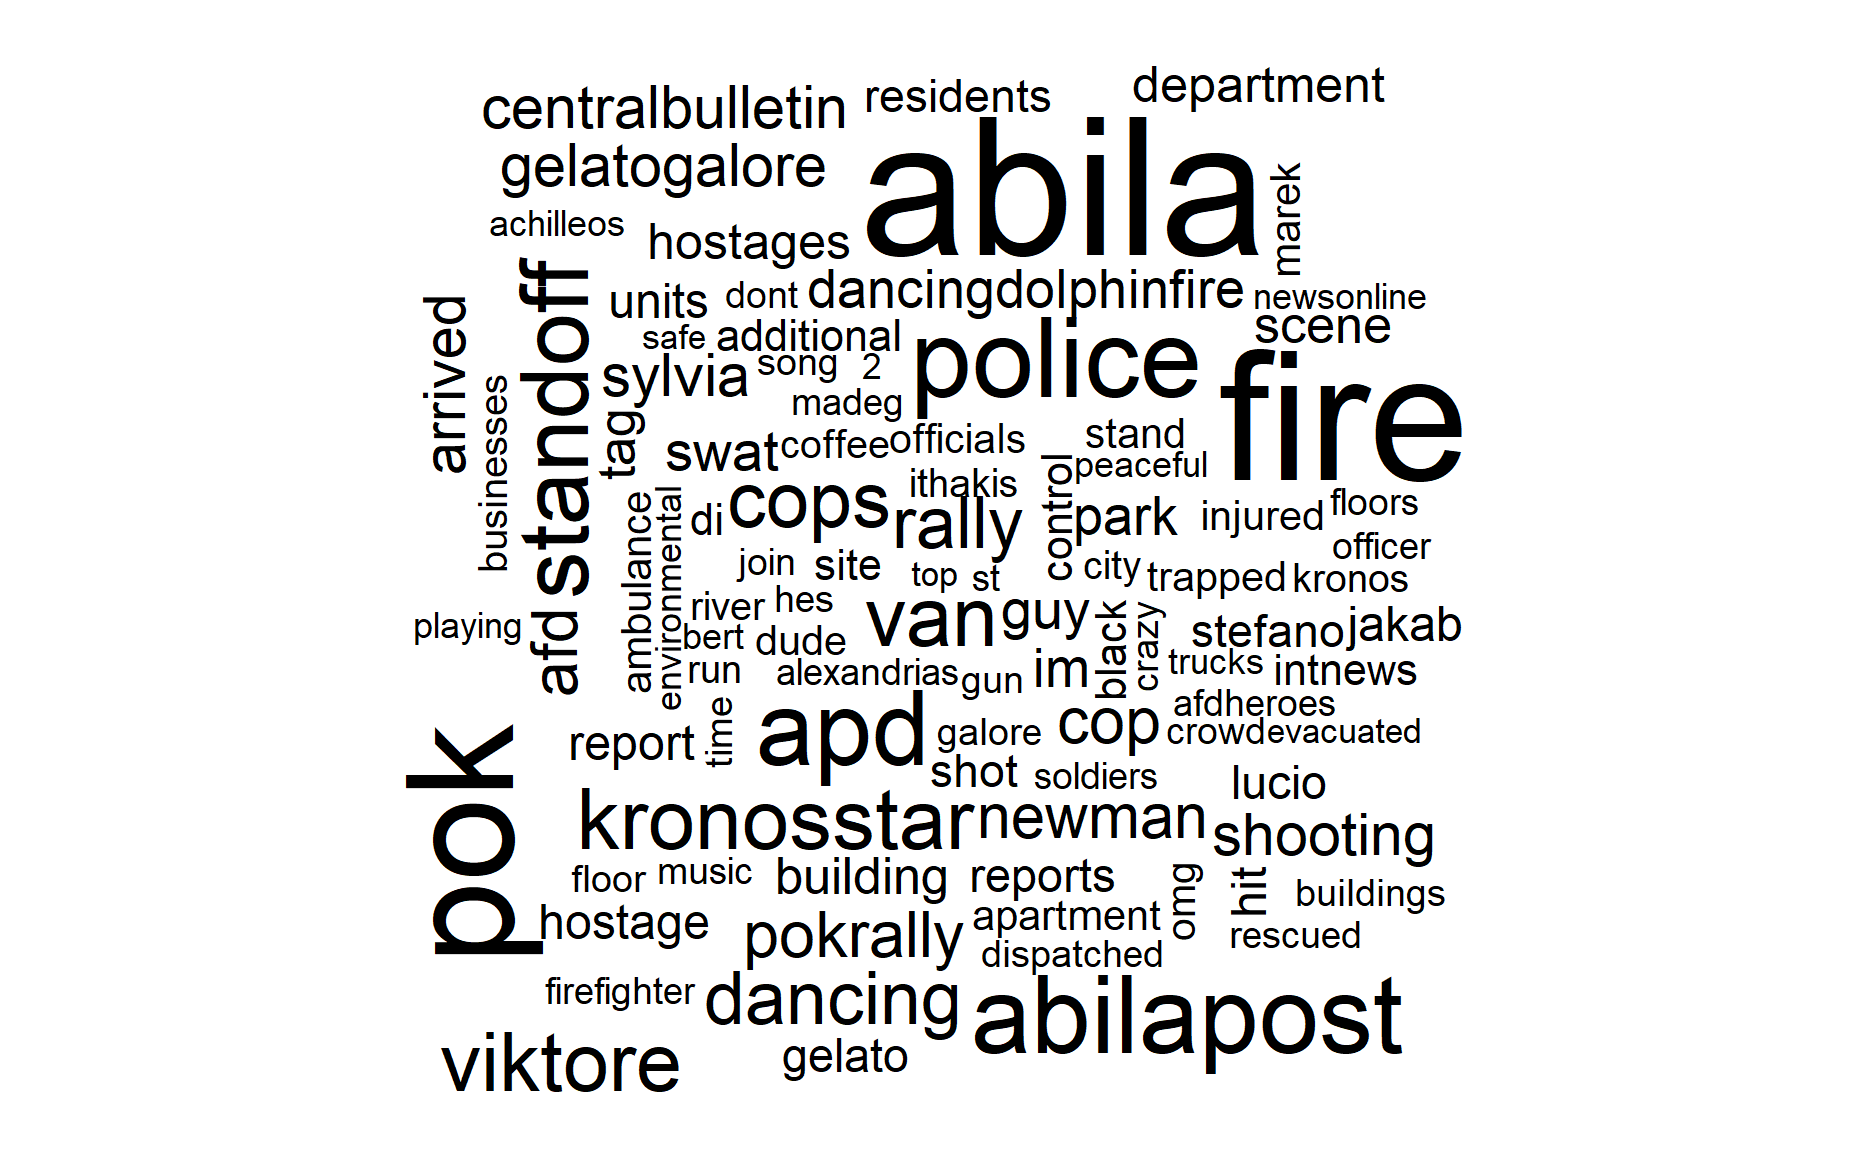 department
residents
centralbulletin
abila
gelatogalore
marek
achilleos
hostages
standoff
dancingdolphinfire
newsonline
units
dont
arrived
scene
additional
safe
police
song
2
sylvia
fire
businesses
madeg
tag
stand
officials
coffee
swat
peaceful
control
ithakis
cops
floors
rally
park
injured
di
ambulance
environmental
officer
join
site
top
st
city
trapped
kronos
river
hes
van
guy
black
crazy
playing
afd
bert
dude
stefano
jakab
run
alexandrias
gun
im
trucks
intnews
time
apd
afdheroes
cop
pok
report
galore
crowd
evacuated
shot
soldiers
lucio
kronosstar
newman
shooting
floor
music
building
reports
omg
hit
buildings
hostage
pokrally
apartment
rescued
dispatched
firefighter
dancing
abilapost
viktore
gelato